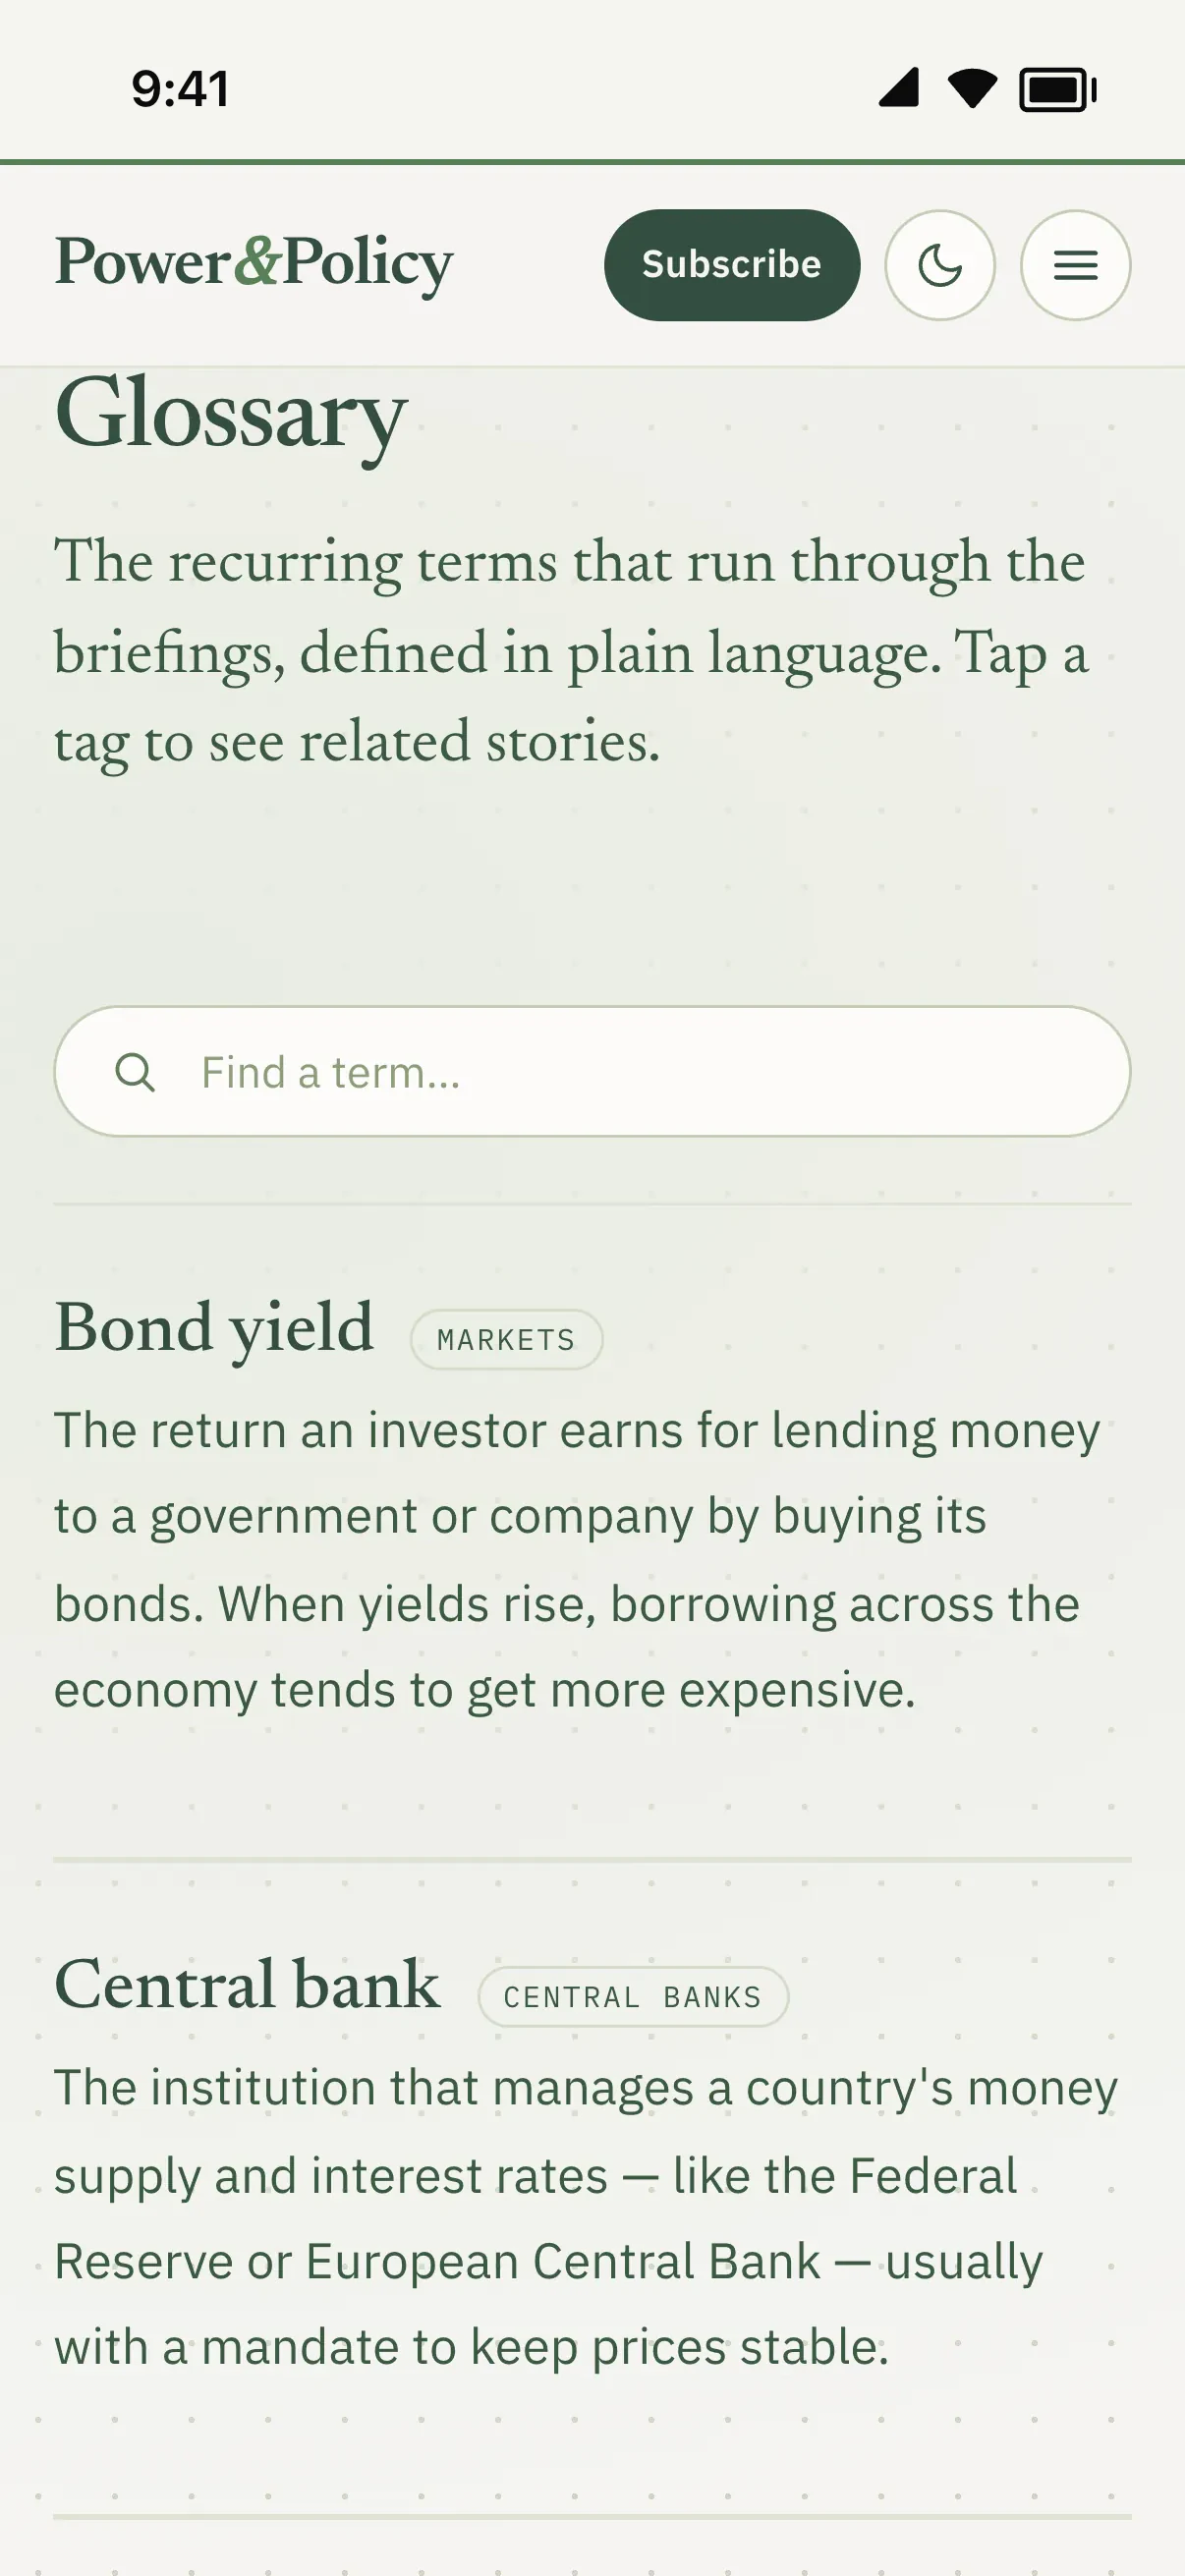 9:41
Power&Policy
Subscribe
Glossary
The recurring terms that run through the
briefings, defined in plain language. Tap a
tag to see related stories.
Find a term...
Bond yield MARKETS
The return an investor earns for lending money
to a government or company by buying its
bonds. When yields rise, borrowing across the
economy tends to get more expensive.
Central bank CENTRAL BANKS
The institution that manages a country's money
supply and interest rates — like the Federal
Reserve or European Central Bank — usually
with a mandate to keep prices stable.